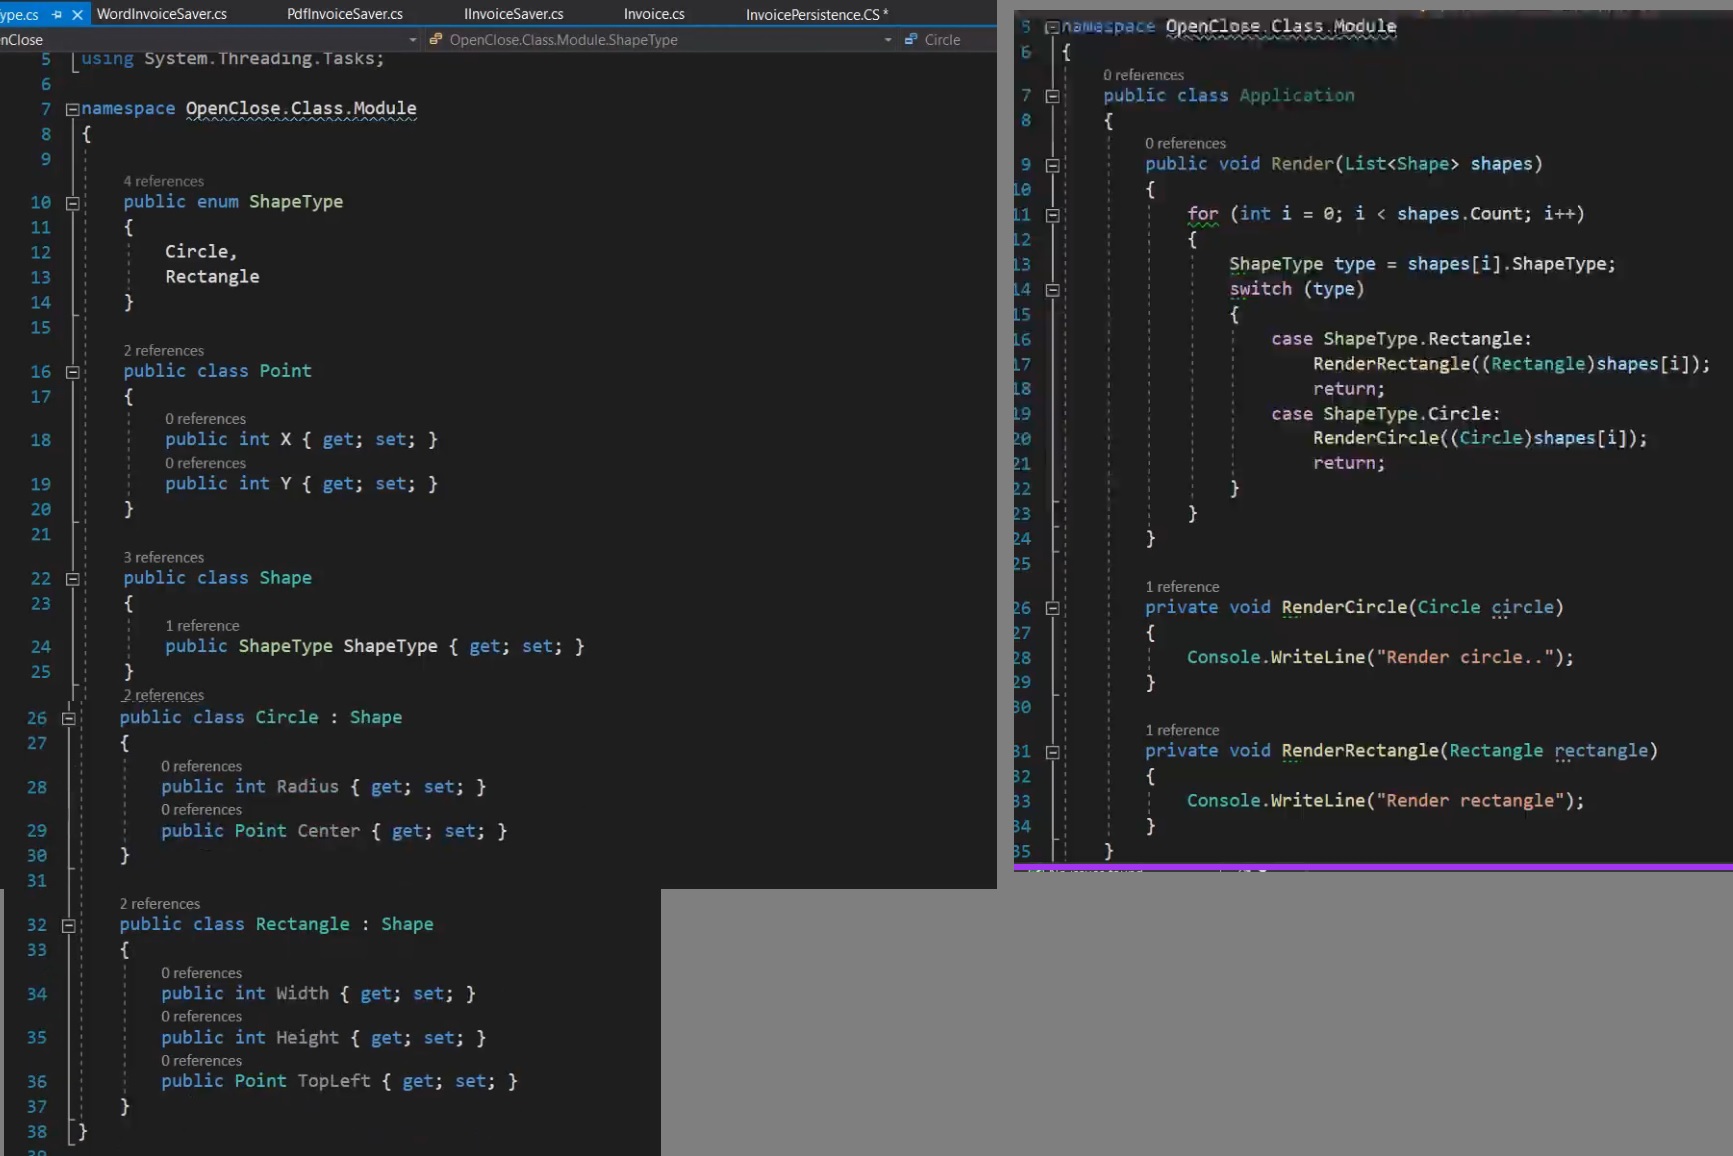 ype.cs
WordInvoiceSaver.cs
PdfInvoiceSaver.cs
IInvoiceSaver.cs
Invoice.cs
InvoicePersistence.CS*
nClose
OpenClose.Class.Module.ShapeType
Circle
5 using System.Threading.Tasks;
6
7 namespace OpenClose.Class.Module
8 {
9
4 references
10 public enum ShapeType
11 {
12 Circle,
13 Rectangle
14 }
15
2 references
16 public class Point
17 {
0 references
18 public int X { get; set; }
0 references
19 public int Y { get; set; }
20 }
21
3 references
22 public class Shape
23 {
1 reference
24 public ShapeType ShapeType { get; set; }
25 }
2 references
26 public class Circle : Shape
27 {
0 references
28 public int Radius { get; set; }
0 references
29 public Point Center { get; set; }
30 }
31
2 references
32 public class Rectangle : Shape
33 {
0 references
34 public int Width { get; set; }
0 references
35 public int Height { get; set; }
0 references
36 public Point TopLeft { get; set; }
37 }
38 }
39
5 namespace OpenClose.Class.Module
6 {
0 references
7 public class Application
8 {
0 references
9 public void Render(List<Shape> shapes)
10 {
11 for (int i = 0; i < shapes.Count; i++)
12 {
13 ShapeType type = shapes[i].ShapeType;
14 switch (type)
15 {
16 case ShapeType.Rectangle:
17 RenderRectangle((Rectangle)shapes[i]);
18 return;
19 case ShapeType.Circle:
20 RenderCircle((Circle)shapes[i]);
21 return;
22 }
23 }
24 }
25
1 reference
26 private void RenderCircle(Circle circle)
27 {
28 Console.WriteLine("Render circle..");
29 }
30
1 reference
31 private void RenderRectangle(Rectangle rectangle)
32 {
33 Console.WriteLine("Render rectangle");
34 }
35 }